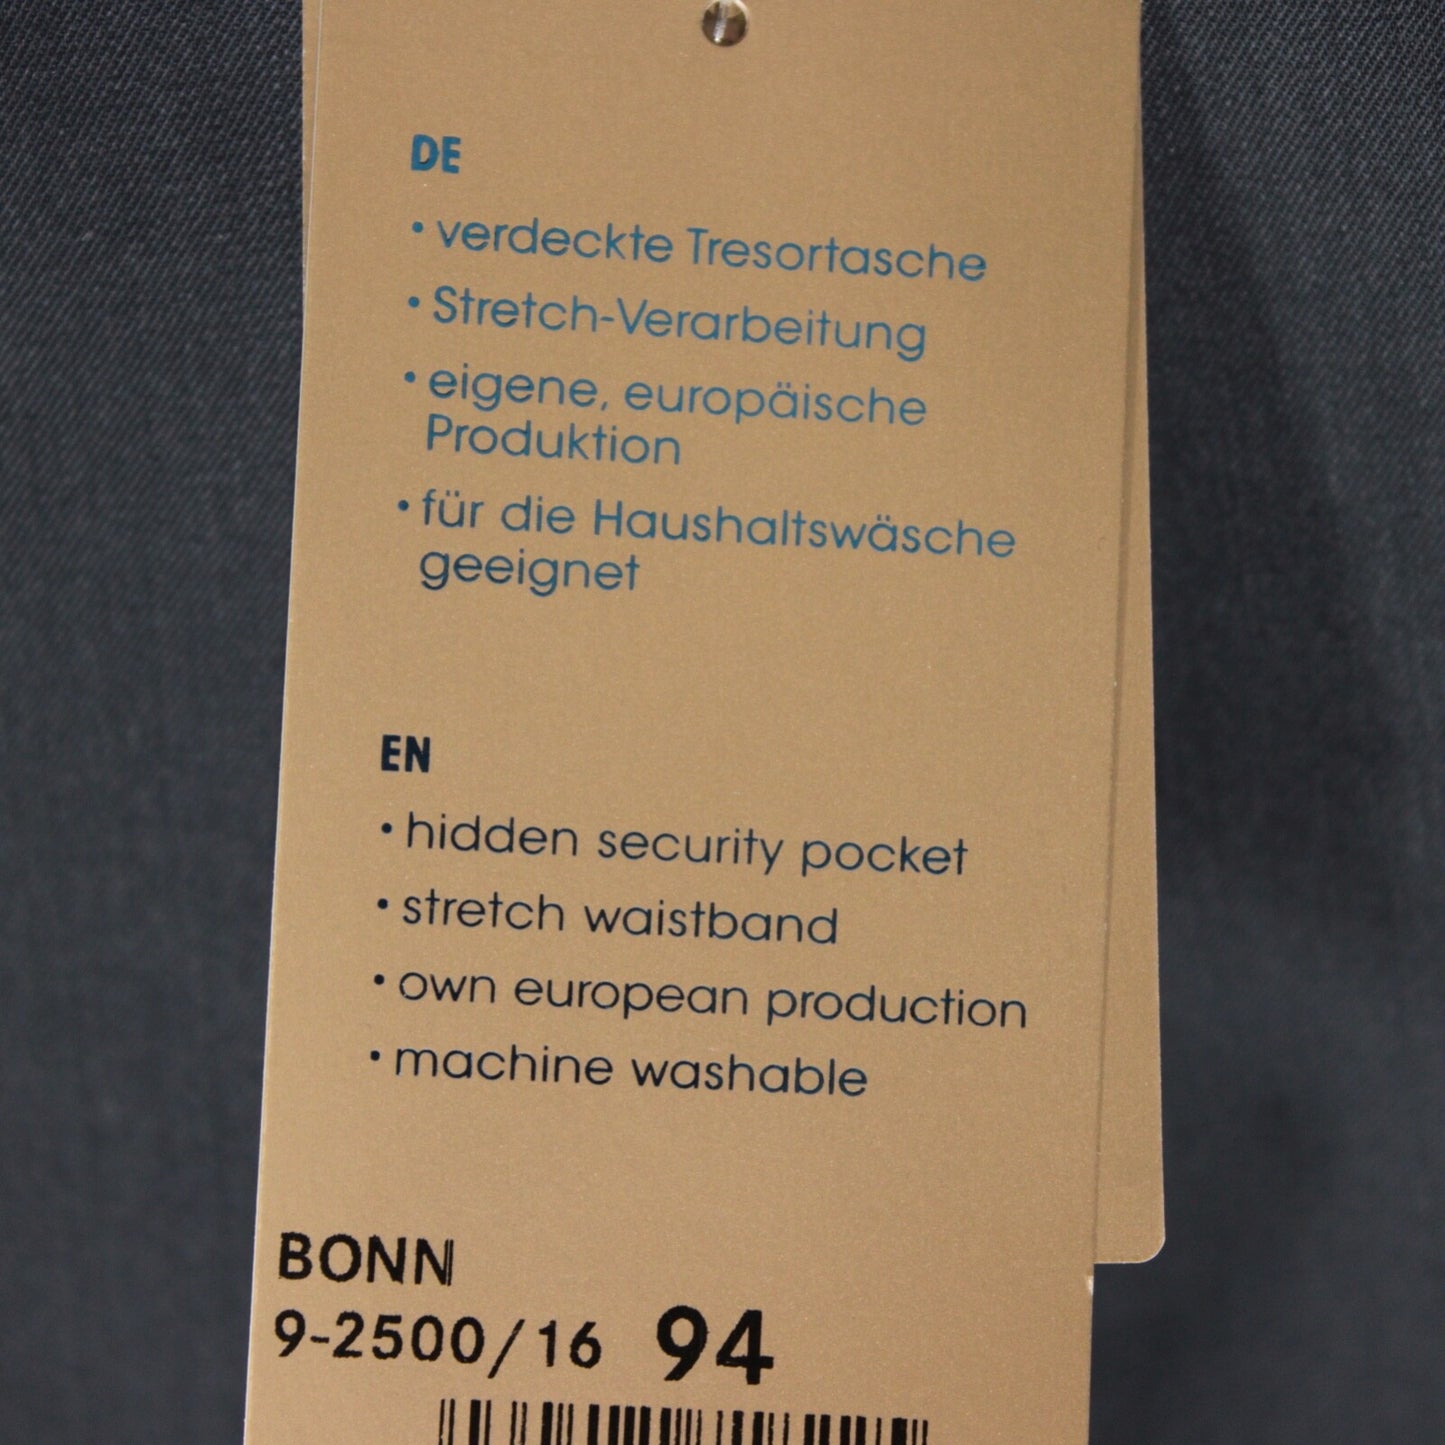 DE
• verdeckte Tresortasche
• Stretch-Verarbeitung
• eigene, europäische
Produktion
• für die Haushaltswäsche
geeignet
EN
• hidden security pocket
• stretch waistband
• own european production
• machine washable
BONN
9-2500/16 94